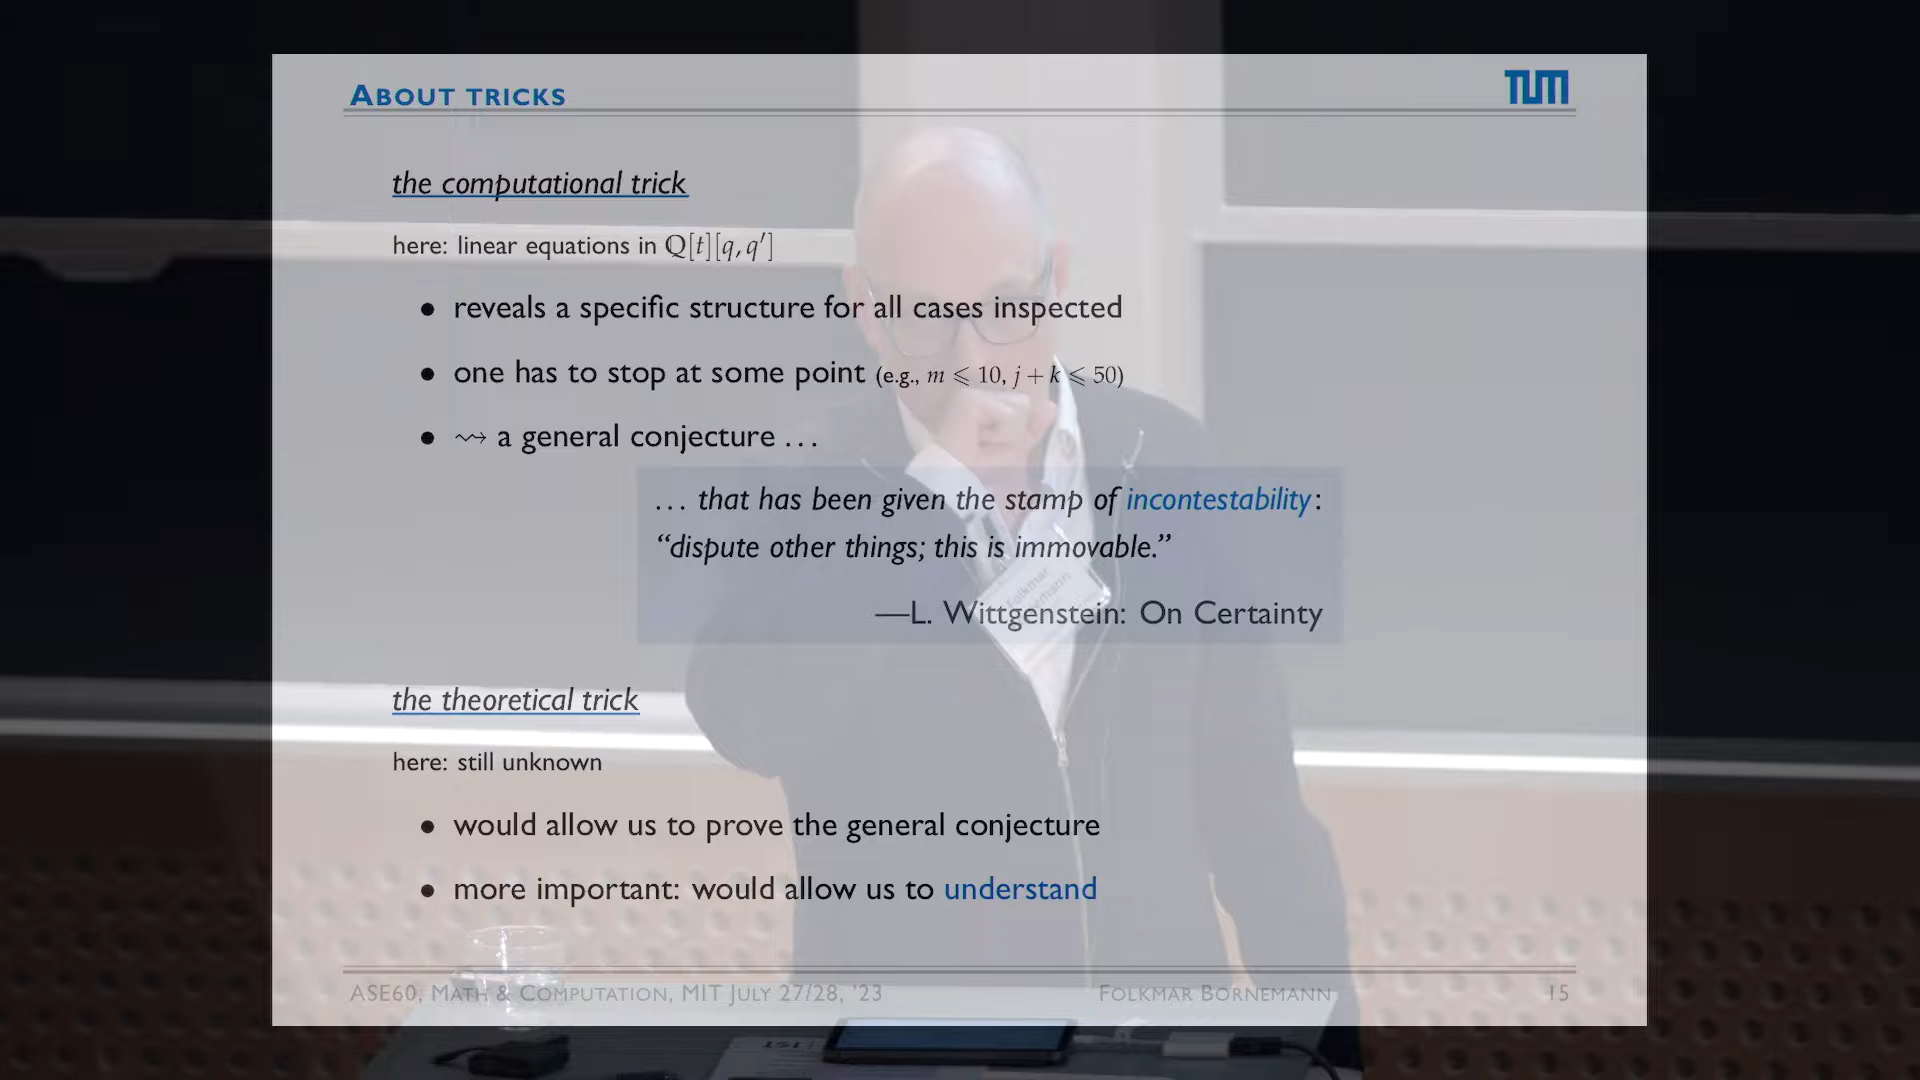 ABOUT TRICKS
TUM
the computational trick
here: linear equations in ℚ[t][q, q′]
• reveals a specific structure for all cases inspected
• one has to stop at some point (e.g., m ⩽ 10, j + k ⩽ 50)
• ⇝ a general conjecture . . .
. . . that has been given the stamp of incontestability:
“dispute other things; this is immovable.”
—L. Wittgenstein: On Certainty
Folkmar
the theoretical trick
here: still unknown
• would allow us to prove the general conjecture
• more important: would allow us to understand
ASE60, MATH & COMPUTATION, MIT JULY 27/28, ’23 FOLKMAR BORNEMANN 15